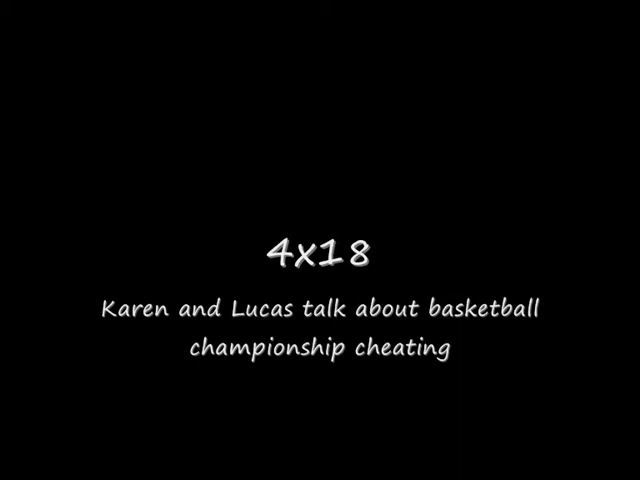 4x18
Karen and Lucas talk about basketball
championship cheating